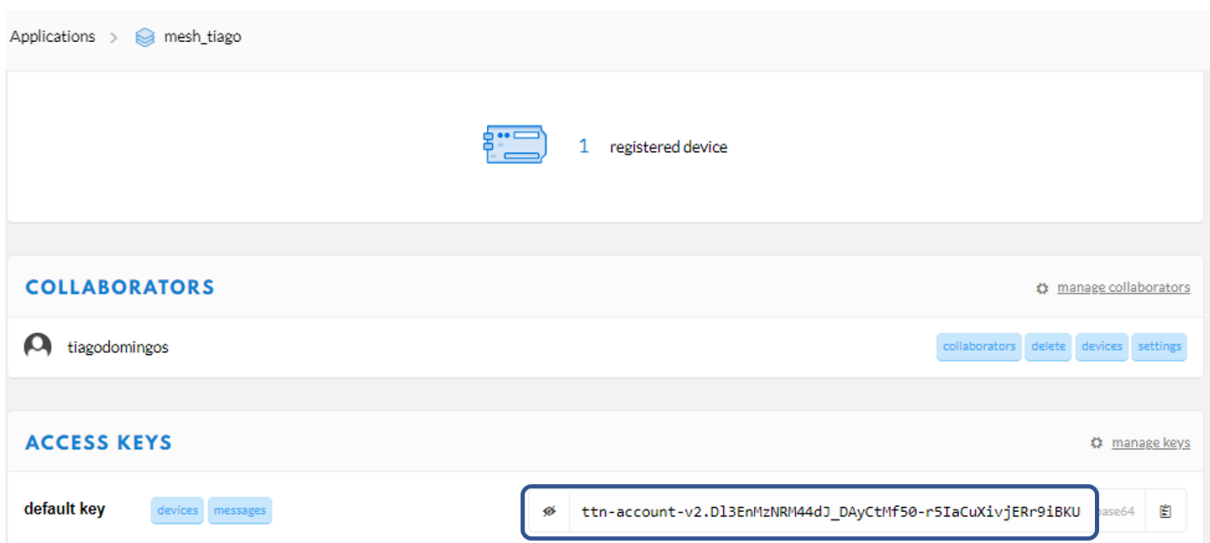 Applications > mesh_tiago
1 registered device
COLLABORATORS manage collaborators
tiagodomingos collaborators delete devices settings
ACCESS KEYS manage keys
default key devices messages ttn-account-v2.Dl3EnMzNRM44dJ_DAyCtMf50-r5IaCuXivjERr9iBKU